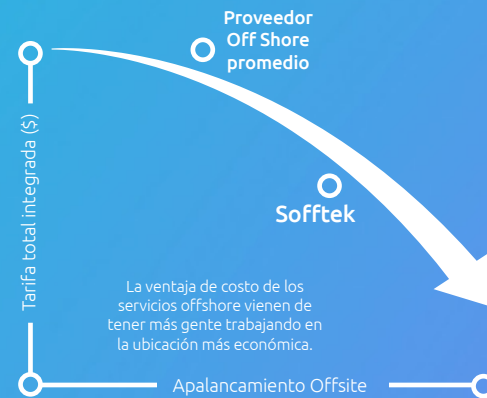 Proveedor
Off Shore
promedio
Tarifa total integrada ($)
Sofftek
La ventaja de costo de los
servicios offshore vienen de
tener más gente trabajando en
la ubicación más económica.
Apalancamiento Offsite